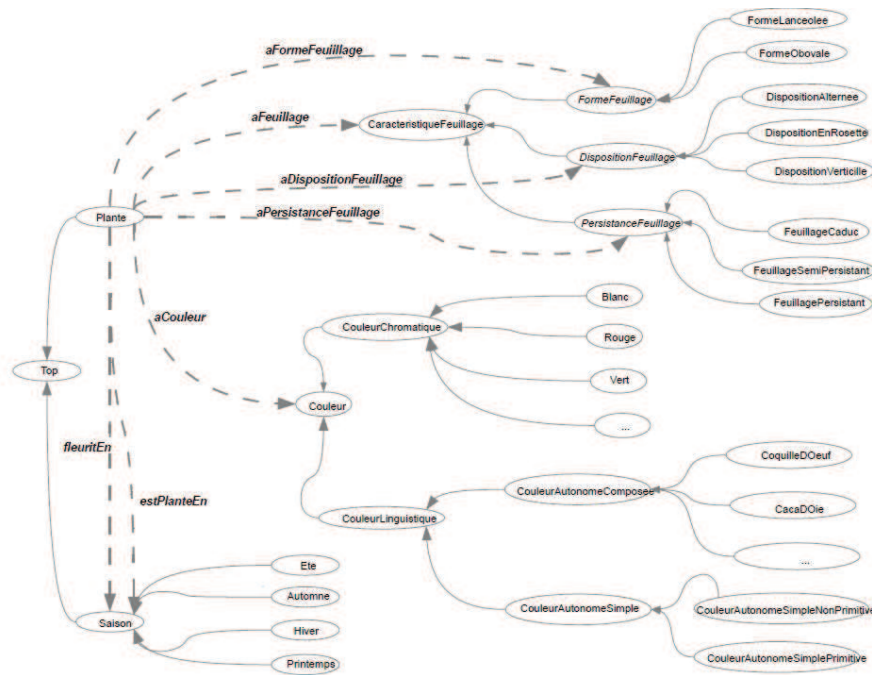 FormeLanceolee
aFormeFeuiillage
FormeObovale
FormeFeuillage
DispositionAlternee
aFeuillage
CaracteristiqueFeuillage
DispositionEnRosette
DispositionFeuillage
DispositionVerticille
aDispositionFeuillage
Plante
aPersistanceFeuillage
PersistanceFeuillage
FeuillageCaduc
FeuillageSemiPersistant
FeuillagePersistant
Blanc
aCouleur
CouleurChromatique
Rouge
Top
Vert
Couleur
...
fleuritEn
CoquilleDOeuf
CouleurAutonomeComposee
estPlanteEn
CouleurLinguistique
CacaDOie
...
Ete
Automne
CouleurAutonomeSimple
CouleurAutonomeSimpleNonPrimitive
Saison
Hiver
CouleurAutonomeSimplePrimitive
Printemps